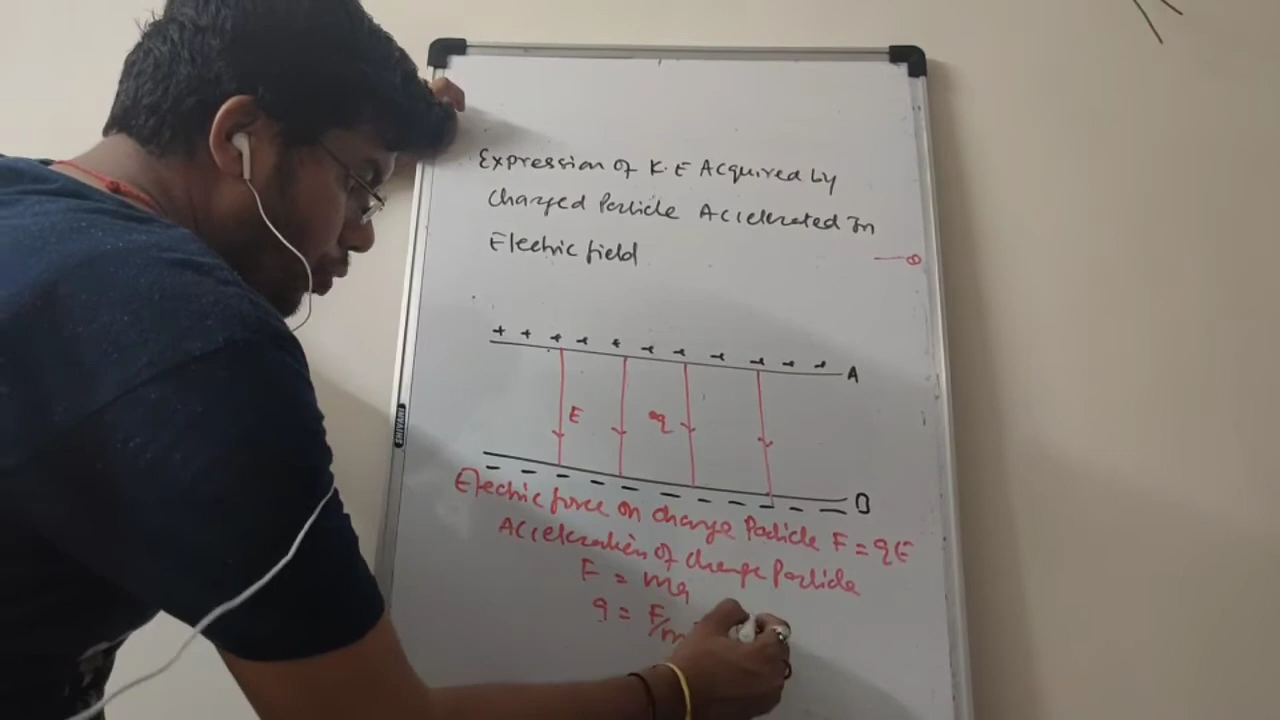 Expression of K.E Acquired by
Charged Particle Accelerated In
Electric field
+ + + + + + + + + + + A
E q
- - - - - - - - - - - B
Electric force on charge Particle F = qE
Acceleration of charge Particle
F = ma
a = F/m
SHIVANI